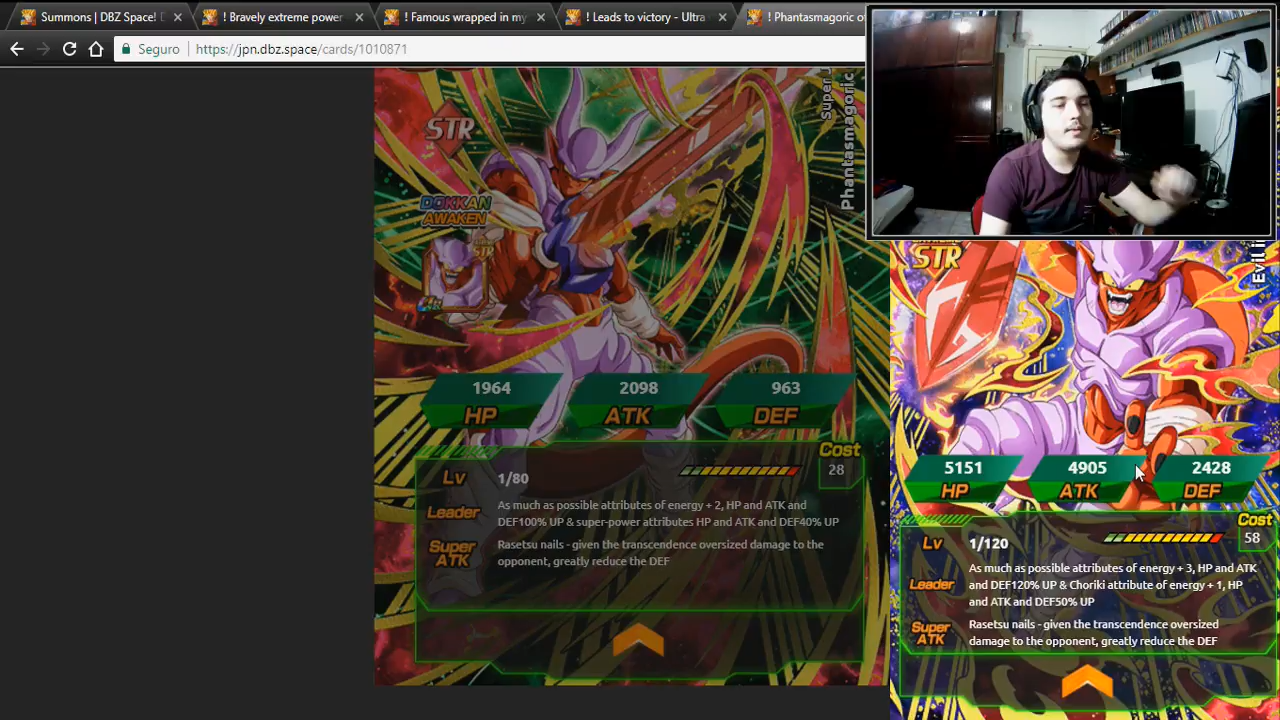 Summons | DBZ Space! D
! Bravely extreme power
! Famous wrapped in my
! Leads to victory - Ultra
! Phantasmagoric of
Seguro
https://jpn.dbz.space/cards/1010871
STR
DOKKAN
AWAKEN
STR
Super
Phantasmagoric
1964
2098
963
HP
ATK
DEF
Cost
28
Lv
1/80
Leader
As much as possible attributes of energy + 2, HP and ATK and
DEF100% UP & super-power attributes HP and ATK and DEF40% UP
Super
ATK
Rasetsu nails - given the transcendence oversized damage to the
opponent, greatly reduce the DEF
STR
Evil
5151
4905
2428
HP
ATK
DEF
Cost
58
Lv
1/120
Leader
As much as possible attributes of energy + 3, HP and ATK
and DEF120% UP & Choriki attribute of energy + 1, HP
and ATK and DEF50% UP
Super
ATK
Rasetsu nails - given the transcendence oversized
damage to the opponent, greatly reduce the DEF